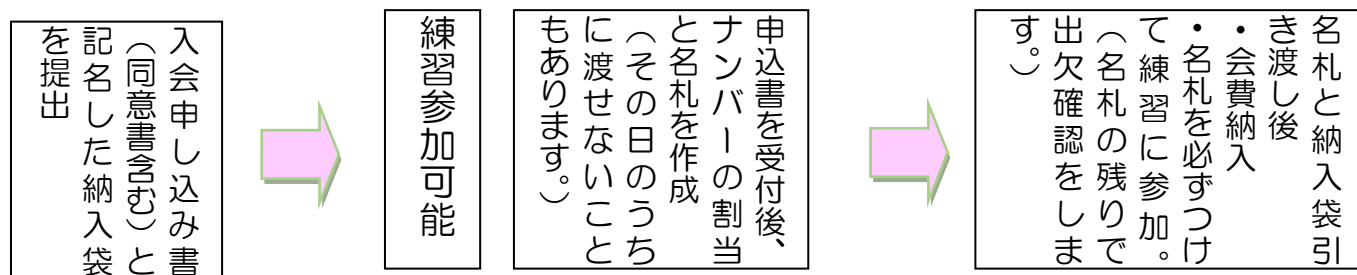 入会申し込み書
（同意書含む）と
記名した納入袋
を提出
練習参加可能
申込書を受付後、
ナンバーの割当
と名札を作成
（その日のうち
に渡せないこと
もあります。）
名札と納入袋引
き渡し後
・会費納入
・名札を必ずつけ
て練習に参加。
（名札の残りで
出欠確認をしま
す。）